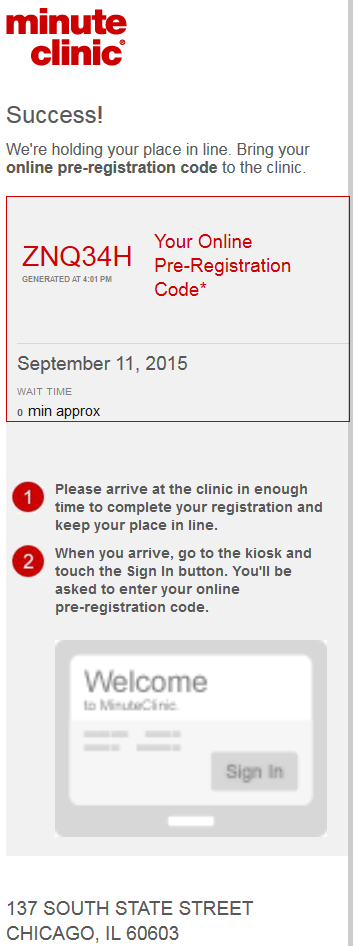 minute
clinic®
Success!
We're holding your place in line. Bring your
online pre-registration code to the clinic.
ZNQ34H
GENERATED AT 4:01 PM
Your Online
Pre-Registration
Code*
September 11, 2015
WAIT TIME
0 min approx
1
Please arrive at the clinic in enough
time to complete your registration and
keep your place in line.
2
When you arrive, go to the kiosk and
touch the Sign In button. You'll be
asked to enter your online
pre-registration code.
Welcome
to MinuteClinic.
Sign In
137 SOUTH STATE STREET
CHICAGO, IL 60603